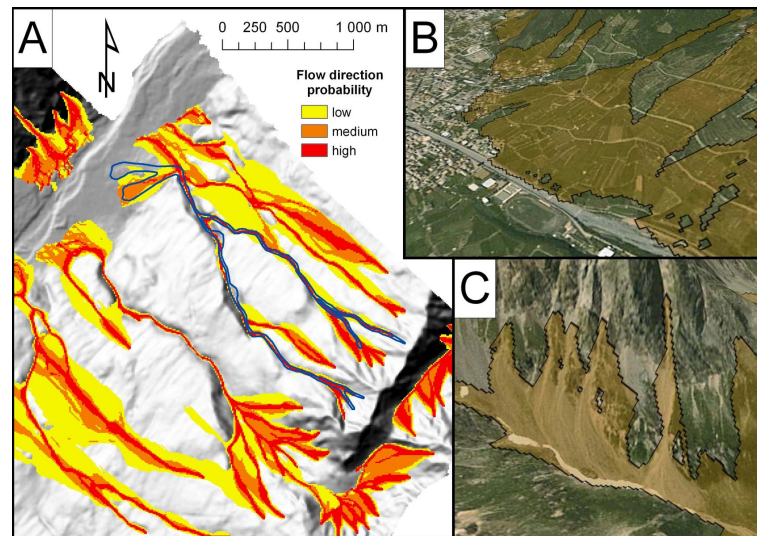 A
N
0 250 500 1 000 m
Flow direction
probability
low
medium
high
B
C